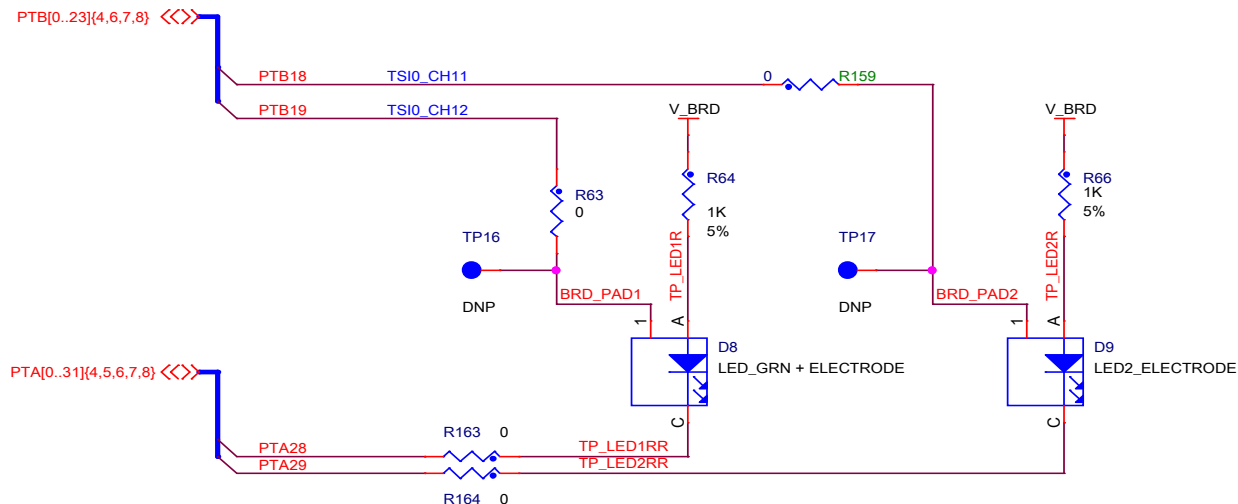 PTB[0..23]{4,6,7,8}
PTB18 TSI0_CH11 0 R159
PTB19 TSI0_CH12 V_BRD V_BRD
R63
0
R64
1K
5%
R66
1K
5%
TP16
DNP
TP_LED1R
TP17
DNP
TP_LED2R
BRD_PAD1
BRD_PAD2
1 A
1 A
D8
LED_GRN + ELECTRODE
D9
LED2_ELECTRODE
PTA[0..31]{4,5,6,7,8}
C
C
PTA28 R163 0 TP_LED1RR
PTA29 TP_LED2RR
R164 0